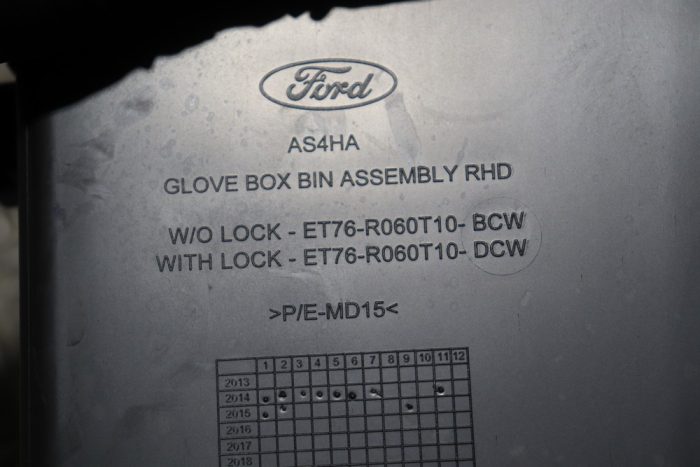 Ford
AS4HA
GLOVE BOX BIN ASSEMBLY RHD
W/O LOCK - ET76-R060T10- BCW
WITH LOCK - ET76-R060T10- DCW
>P/E-MD15<
1 2 3 4 5 6 7 8 9 10 11 12
2013
2014
2015
2016
2017
2018